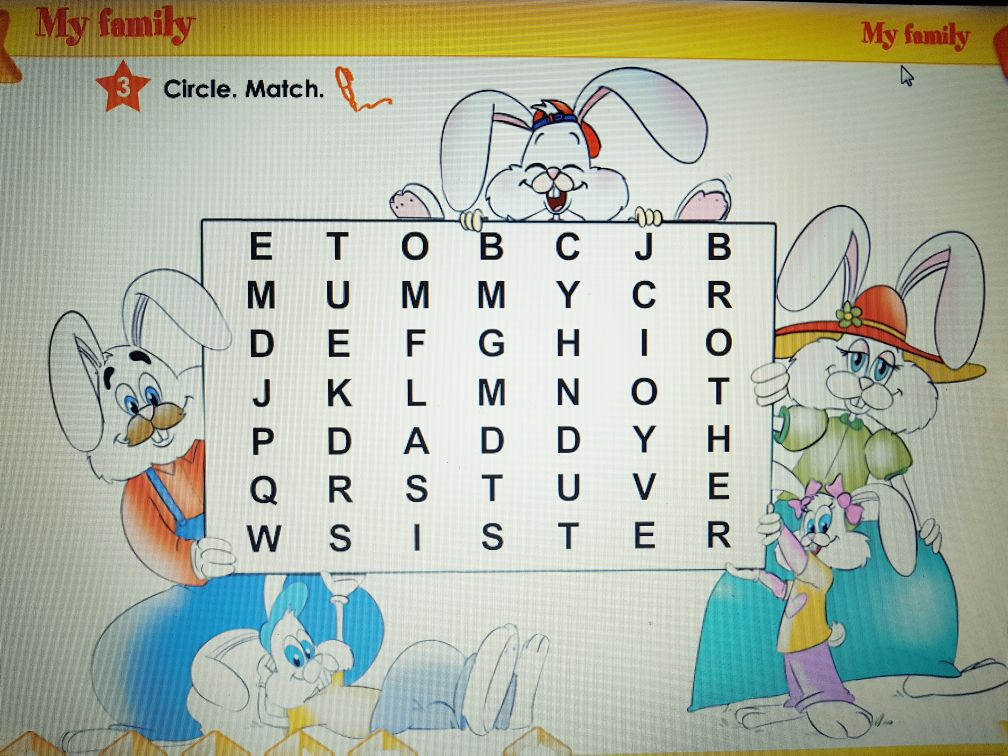 My family
My family
3 Circle. Match.
E T O B C J B
M U M M Y C R
D E F G H I O
J K L M N O T
P D A D D Y H
Q R S T U V E
W S I S T E R